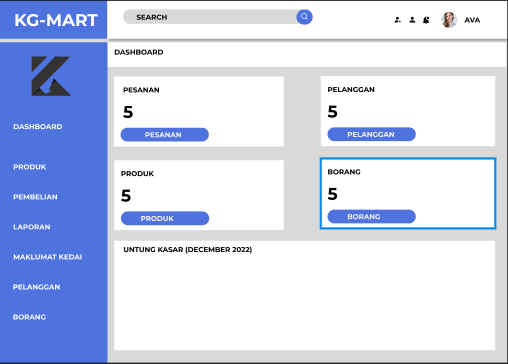 KG-MART
SEARCH
AVA
DASHBOARD
DASHBOARD
PRODUK
PEMBELIAN
LAPORAN
MAKLUMAT KEDAI
PELANGGAN
BORANG
PESANAN
5
PESANAN
PELANGGAN
5
PELANGGAN
PRODUK
5
PRODUK
BORANG
5
BORANG
UNTUNG KASAR (DECEMBER 2022)